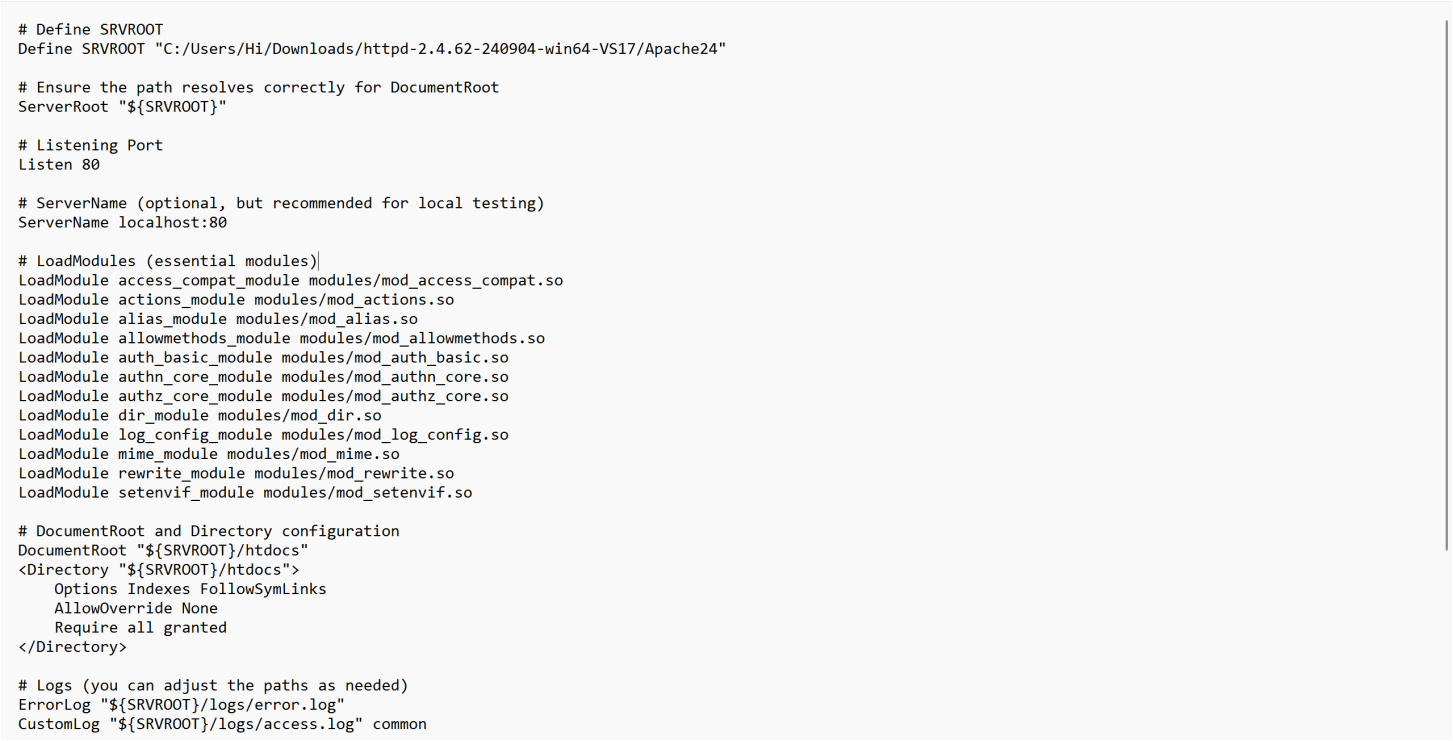 # Define SRVROOT
Define SRVROOT "C:/Users/Hi/Downloads/httpd-2.4.62-240904-win64-VS17/Apache24"
# Ensure the path resolves correctly for DocumentRoot
ServerRoot "${SRVROOT}"
# Listening Port
Listen 80
# ServerName (optional, but recommended for local testing)
ServerName localhost:80
# LoadModules (essential modules)
LoadModule access_compat_module modules/mod_access_compat.so
LoadModule actions_module modules/mod_actions.so
LoadModule alias_module modules/mod_alias.so
LoadModule allowmethods_module modules/mod_allowmethods.so
LoadModule auth_basic_module modules/mod_auth_basic.so
LoadModule authn_core_module modules/mod_authn_core.so
LoadModule authz_core_module modules/mod_authz_core.so
LoadModule dir_module modules/mod_dir.so
LoadModule log_config_module modules/mod_log_config.so
LoadModule mime_module modules/mod_mime.so
LoadModule rewrite_module modules/mod_rewrite.so
LoadModule setenvif_module modules/mod_setenvif.so
# DocumentRoot and Directory configuration
DocumentRoot "${SRVROOT}/htdocs"
<Directory "${SRVROOT}/htdocs">
    Options Indexes FollowSymLinks
    AllowOverride None
    Require all granted
</Directory>
# Logs (you can adjust the paths as needed)
ErrorLog "${SRVROOT}/logs/error.log"
CustomLog "${SRVROOT}/logs/access.log" common